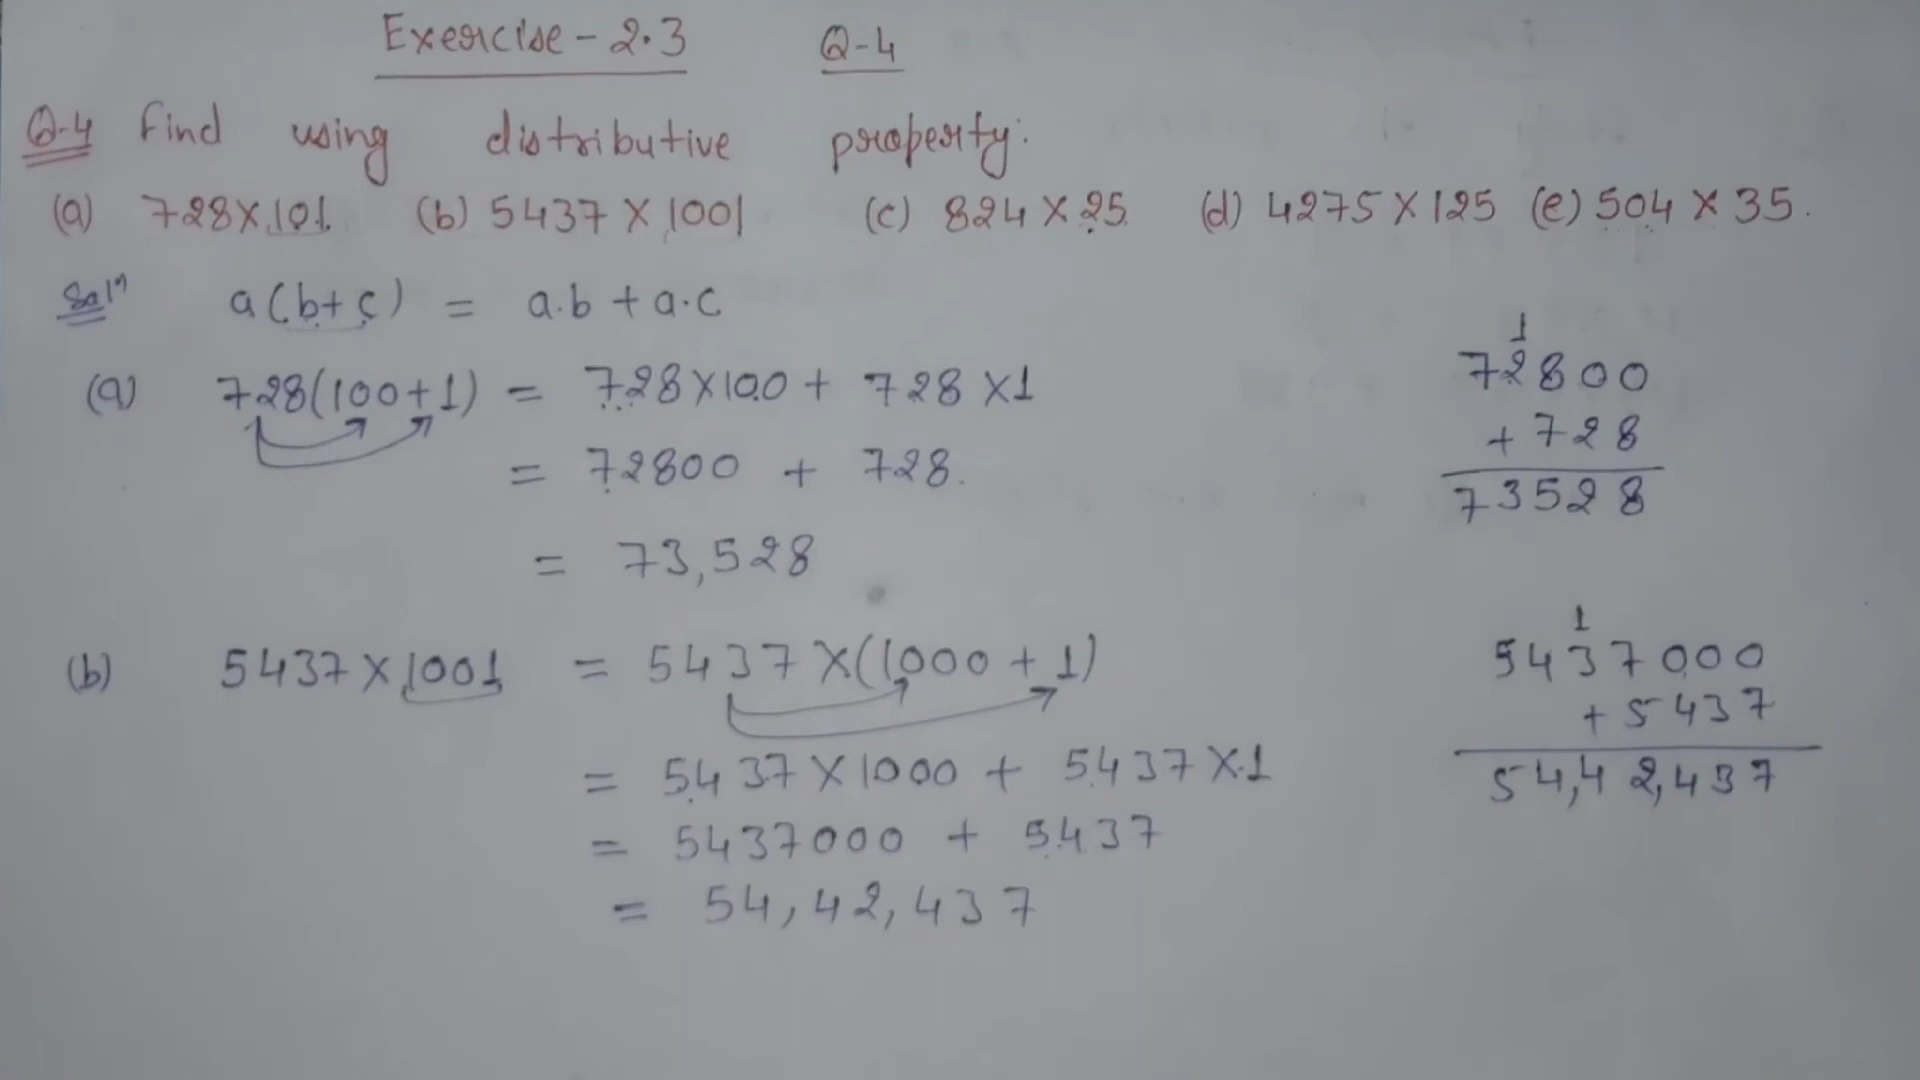 Exercise - 2.3 Q-4
Q-4 Find using distributive property:
(a) 728×101 (b) 5437 × 1001 (c) 824 × 25 (d) 4275 × 125 (e) 504 × 35.
Solⁿ a(b+c) = a.b + a.c
(a) 728(100+1) = 728×100 + 728 ×1
= 72800 + 728.
= 73,528
1
72800
+ 728
73528
(b) 5437 × 1001 = 5437 ×(1000 + 1)
= 5437 × 1000 + 5437 × 1
= 5437000 + 5437
= 54,42,437
1
5437000
+ 5437
54,42,437